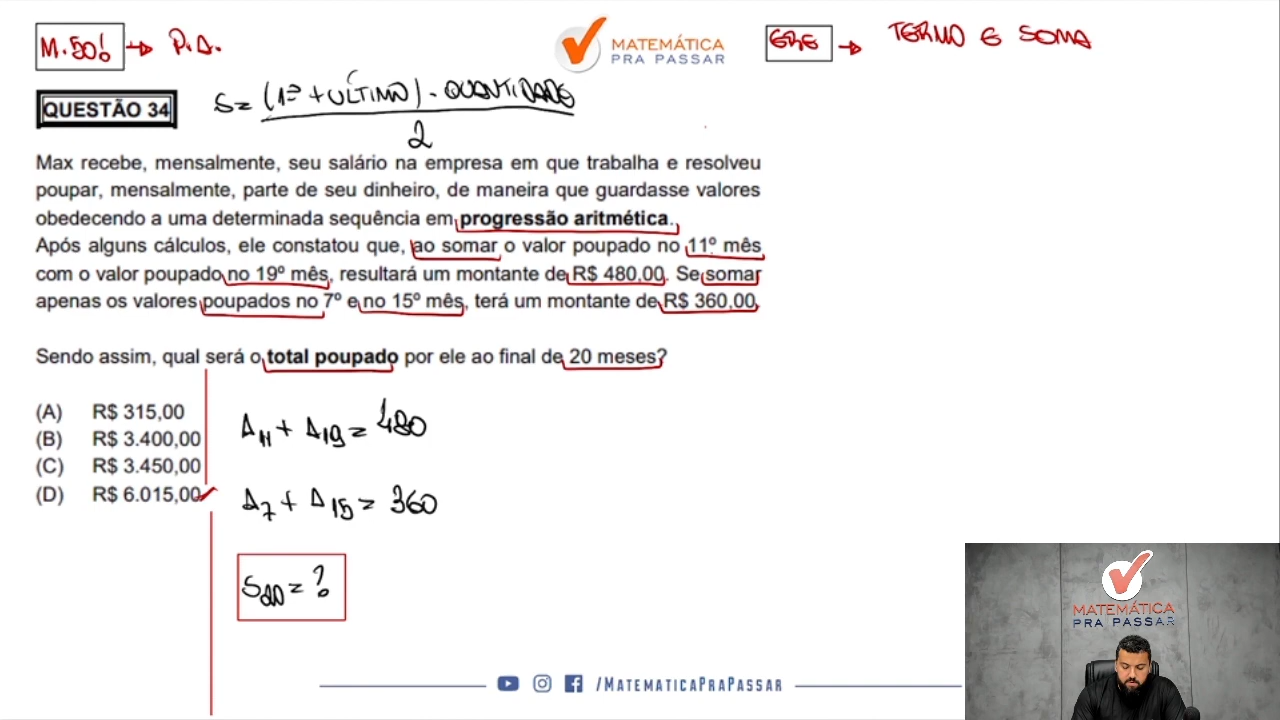 M.50! → P.A.
MATEMÁTICA
PRA PASSAR
GRE → TERMO E SOMA
QUESTÃO 34
S = (1º + ÚLTIMO) . QUANTIDADE
2
Max recebe, mensalmente, seu salário na empresa em que trabalha e resolveu
poupar, mensalmente, parte de seu dinheiro, de maneira que guardasse valores
obedecendo a uma determinada sequência em progressão aritmética.
Após alguns cálculos, ele constatou que, ao somar o valor poupado no 11º mês
com o valor poupado no 19º mês, resultará um montante de R$ 480,00. Se somar
apenas os valores poupados no 7º e no 15º mês, terá um montante de R$ 360,00.
Sendo assim, qual será o total poupado por ele ao final de 20 meses?
(A) R$ 315,00
(B) R$ 3.400,00
(C) R$ 3.450,00
(D) R$ 6.015,00
A11 + A19 = 480
A7 + A15 = 360
S20 = ?
/MATEMATICAPRAPASSAR
MATEMÁTICA
PRA PASSAR